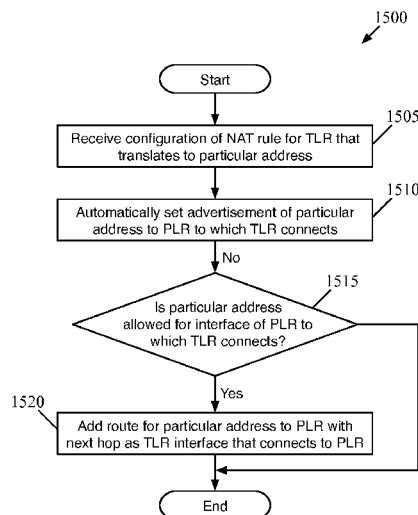 1500
Start
Receive configuration of NAT rule for TLR that
translates to particular address
1505
Automatically set advertisement of particular
address to PLR to which TLR connects
1510
No
Is particular address
allowed for interface of PLR to
which TLR connects?
1515
Yes
1520
Add route for particular address to PLR with
next hop as TLR interface that connects to PLR
End